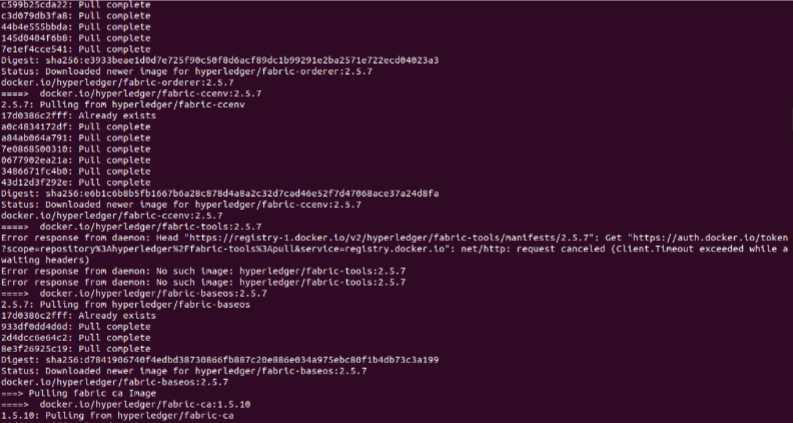 c599b25cda22: Pull complete
c3d079db3fa8: Pull complete
44b4e555bbda: Pull complete
145d0404f6b8: Pull complete
7e1ef4cce541: Pull complete
Digest: sha256:e3933beae1d0d7e725f90c50f8d6acf89dc1b99291e2ba2571e722ecd04023a3
Status: Downloaded newer image for hyperledger/fabric-orderer:2.5.7
docker.io/hyperledger/fabric-orderer:2.5.7
====>  docker.io/hyperledger/fabric-ccenv:2.5.7
2.5.7: Pulling from hyperledger/fabric-ccenv
17d0386c2fff: Already exists
a0c4834172df: Pull complete
a84ab064a791: Pull complete
7e0868500310: Pull complete
0677902ea21a: Pull complete
3486671fc4b0: Pull complete
43d12d3f292e: Pull complete
Digest: sha256:e6b1c6b8b5fb1667b6a28c878d4a8a2c32d7cad46e52f7d47068ace37a24d8fa
Status: Downloaded newer image for hyperledger/fabric-ccenv:2.5.7
docker.io/hyperledger/fabric-ccenv:2.5.7
====>  docker.io/hyperledger/fabric-tools:2.5.7
Error response from daemon: Head "https://registry-1.docker.io/v2/hyperledger/fabric-tools/manifests/2.5.7": Get "https://auth.docker.io/token
?scope=repository%3Ahyperledger%2Ffabric-tools%3Apull&service=registry.docker.io": net/http: request canceled (Client.Timeout exceeded while a
waiting headers)
Error response from daemon: No such image: hyperledger/fabric-tools:2.5.7
Error response from daemon: No such image: hyperledger/fabric-tools:2.5.7
====>  docker.io/hyperledger/fabric-baseos:2.5.7
2.5.7: Pulling from hyperledger/fabric-baseos
17d0386c2fff: Already exists
933df0dd4d6d: Pull complete
2d4dcc6e64c2: Pull complete
8e3f26925c19: Pull complete
Digest: sha256:d7841906740f4edbd38730866fb887c20e886e034a975ebc80f1b4db73c3a199
Status: Downloaded newer image for hyperledger/fabric-baseos:2.5.7
docker.io/hyperledger/fabric-baseos:2.5.7
===> Pulling fabric ca Image
====>  docker.io/hyperledger/fabric-ca:1.5.10
1.5.10: Pulling from hyperledger/fabric-ca